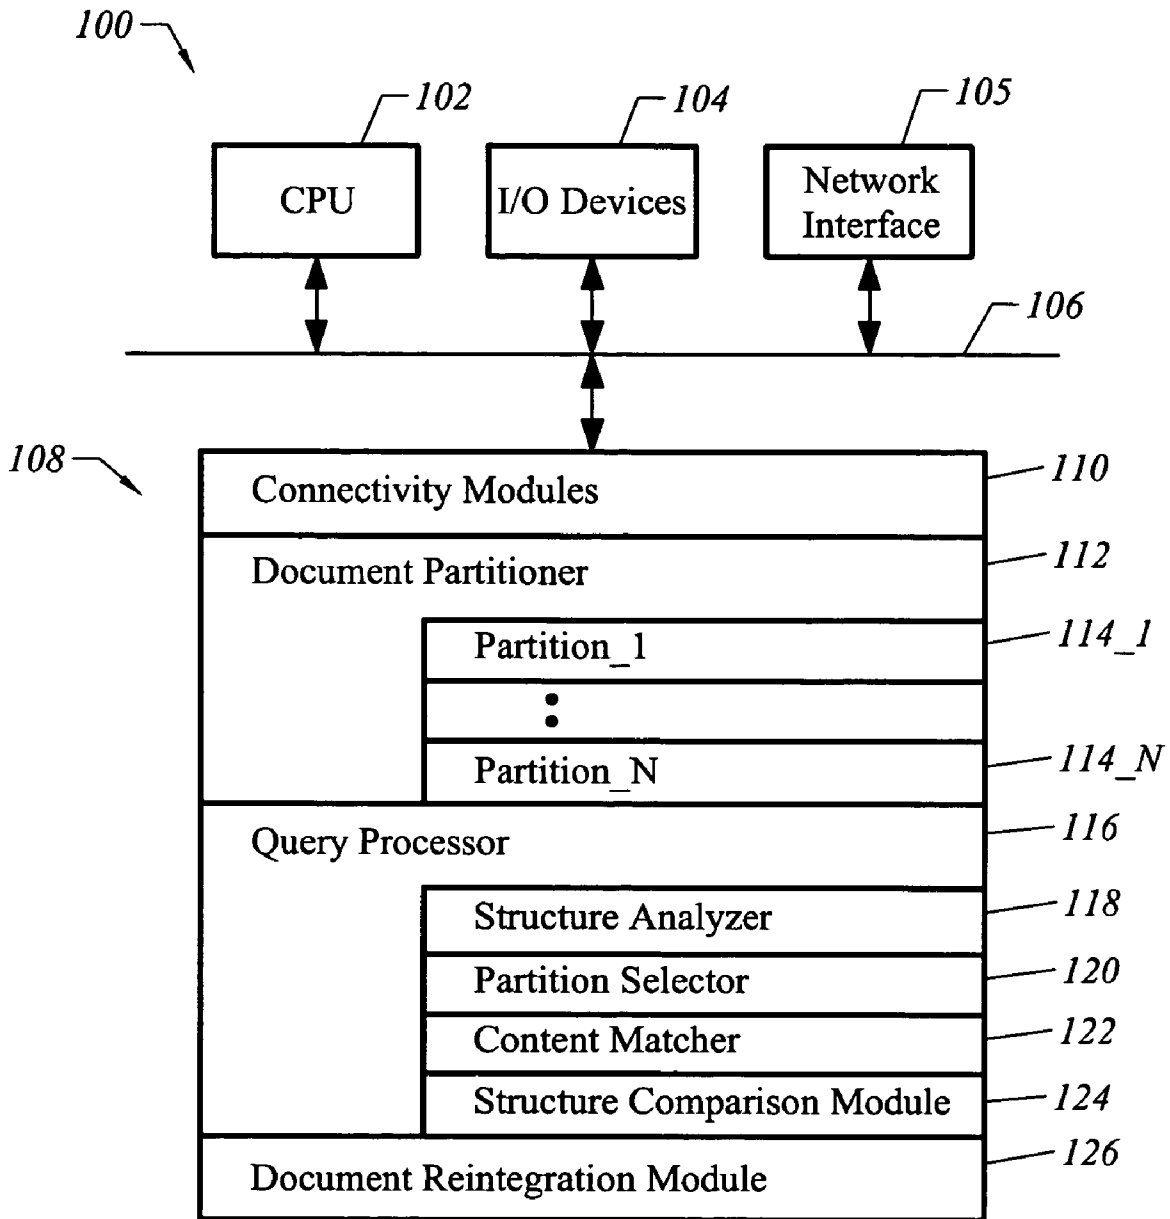 100
102
104
105
CPU
I/O Devices
Network
Interface
106
108
Connectivity Modules
110
Document Partitioner
112
Partition_1
114_1
Partition_N
114_N
Query Processor
116
Structure Analyzer
118
Partition Selector
120
Content Matcher
122
Structure Comparison Module
124
Document Reintegration Module
126